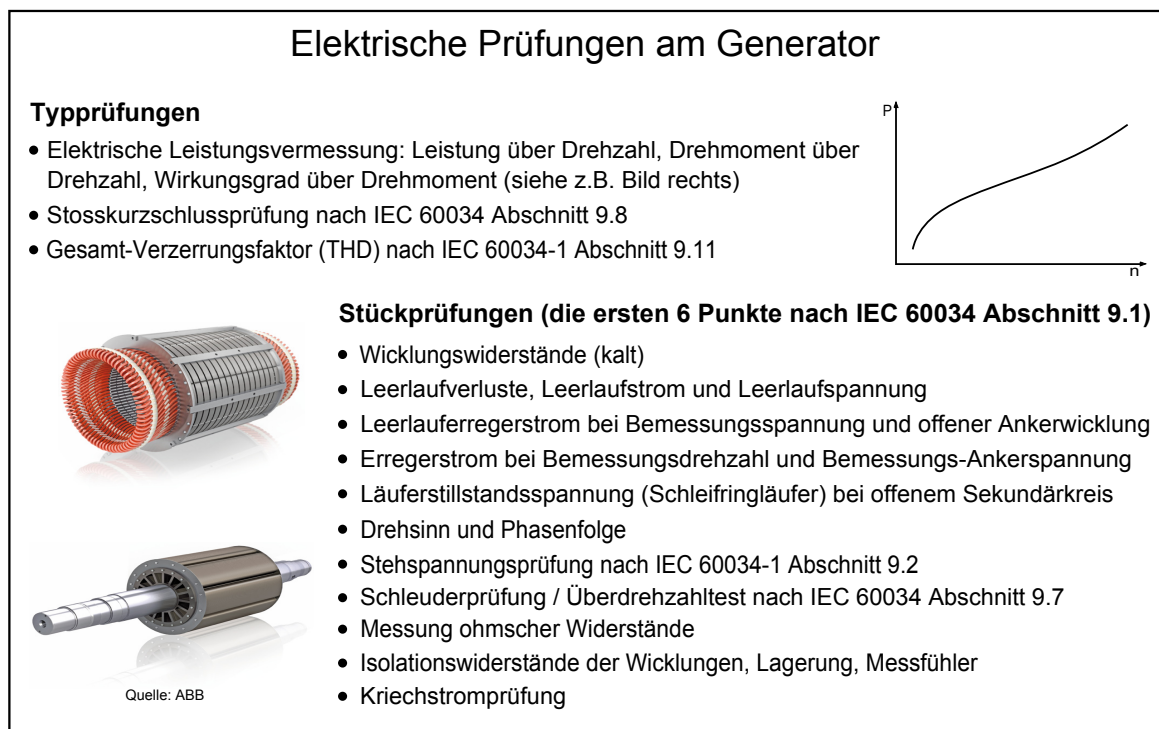 Elektrische Prüfungen am Generator
Typprüfungen
• Elektrische Leistungsvermessung: Leistung über Drehzahl, Drehmoment über
Drehzahl, Wirkungsgrad über Drehmoment (siehe z.B. Bild rechts)
• Stosskurzschlussprüfung nach IEC 60034 Abschnitt 9.8
• Gesamt-Verzerrungsfaktor (THD) nach IEC 60034-1 Abschnitt 9.11
P
n
Stückprüfungen (die ersten 6 Punkte nach IEC 60034 Abschnitt 9.1)
• Wicklungswiderstände (kalt)
• Leerlaufverluste, Leerlaufstrom und Leerlaufspannung
• Leerlauferregerstrom bei Bemessungsspannung und offener Ankerwicklung
• Erregerstrom bei Bemessungsdrehzahl und Bemessungs-Ankerspannung
• Läuferstillstandsspannung (Schleifringläufer) bei offenem Sekundärkreis
• Drehsinn und Phasenfolge
• Stehspannungsprüfung nach IEC 60034-1 Abschnitt 9.2
• Schleuderprüfung / Überdrehzahltest nach IEC 60034 Abschnitt 9.7
• Messung ohmscher Widerstände
• Isolationswiderstände der Wicklungen, Lagerung, Messfühler
• Kriechstromprüfung
Quelle: ABB